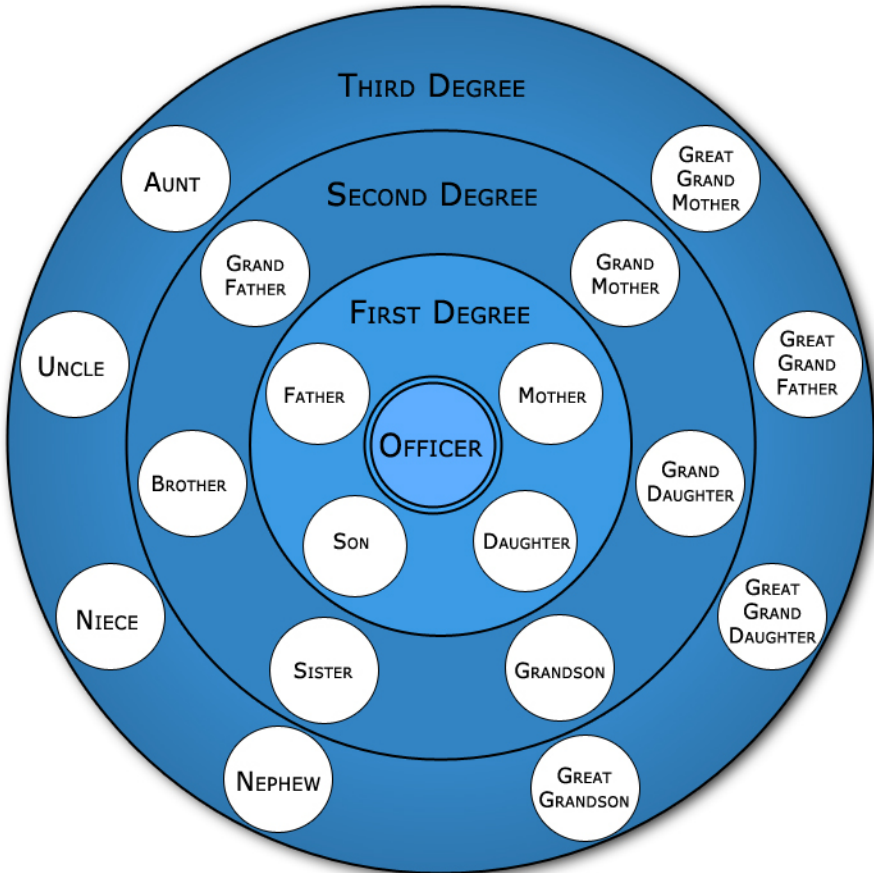 Third Degree
Aunt
Great
Grand
Mother
Second Degree
Grand
Father
Grand
Mother
First Degree
Uncle
Great
Grand
Father
Father
Mother
Officer
Brother
Grand
Daughter
Son
Daughter
Niece
Great
Grand
Daughter
Sister
Grandson
Nephew
Great
Grandson